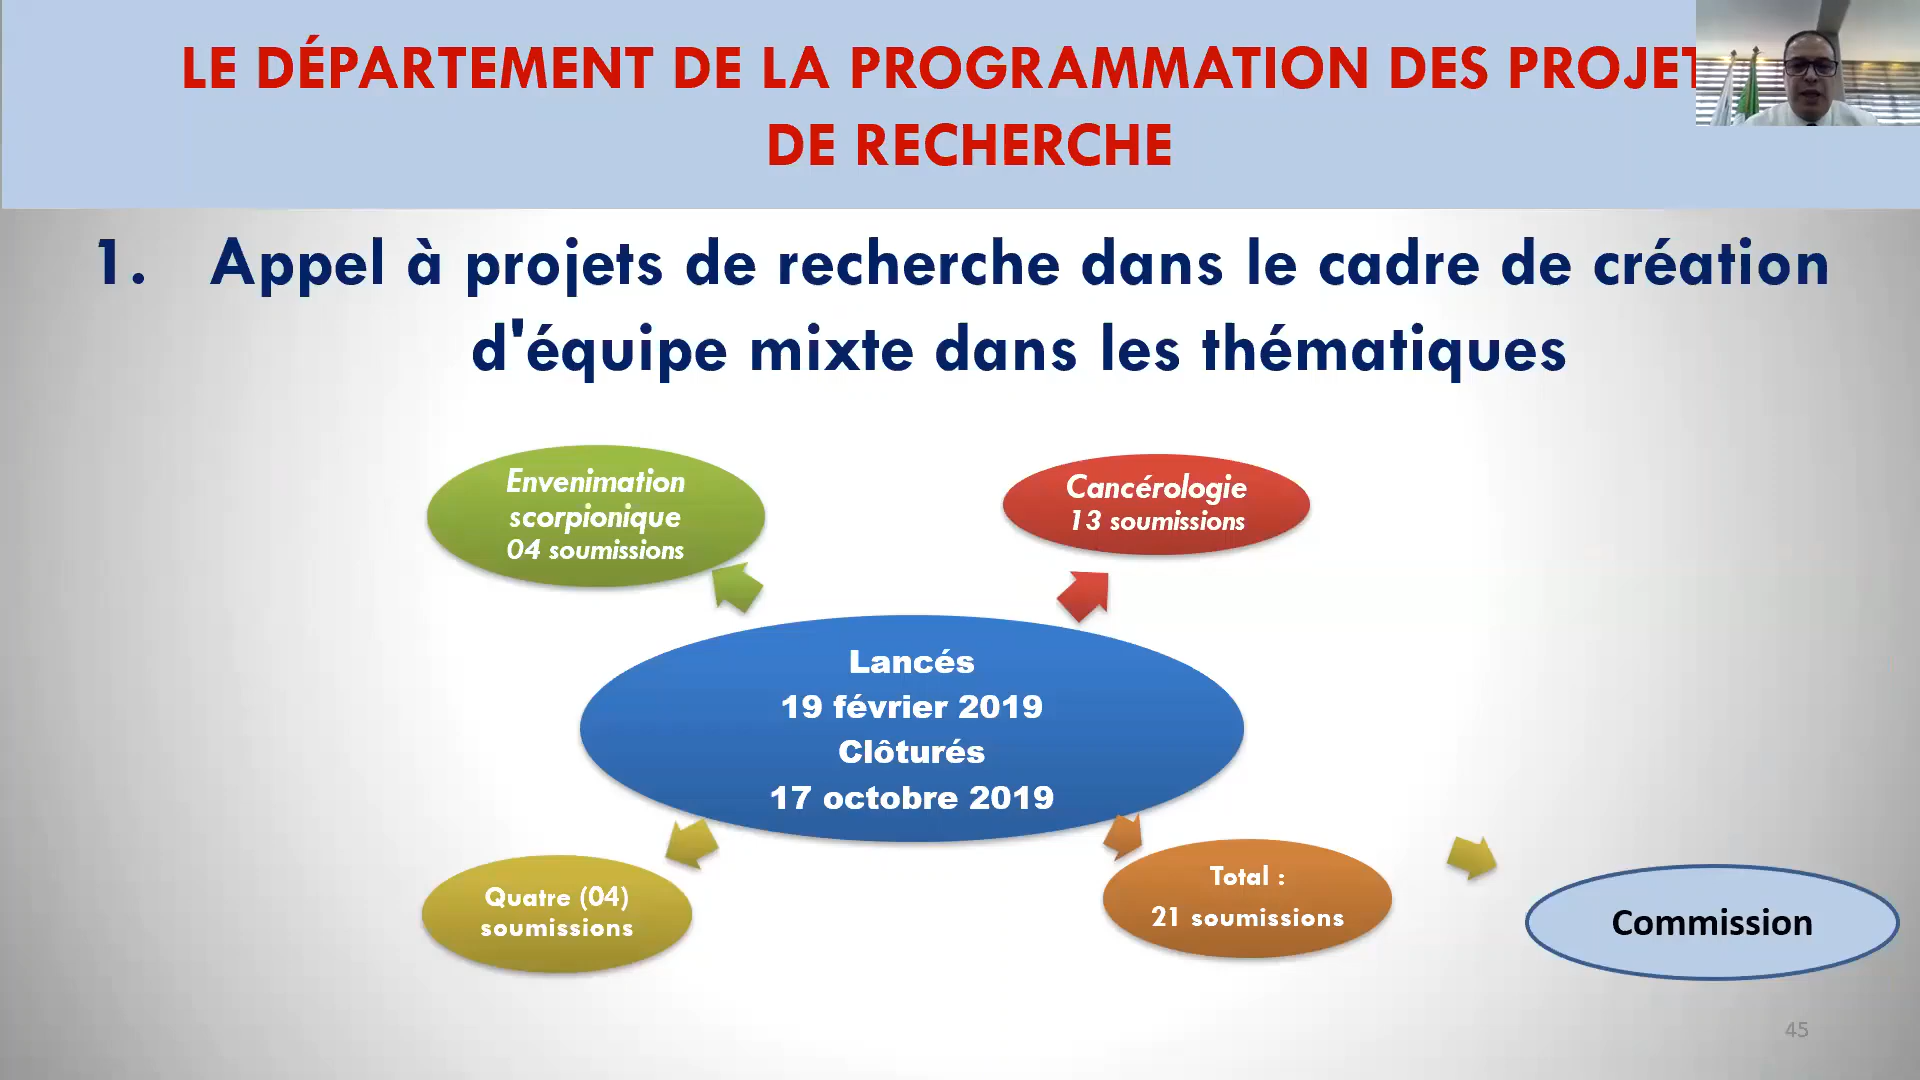 LE DÉPARTEMENT DE LA PROGRAMMATION DES PROJET
DE RECHERCHE
1. Appel à projets de recherche dans le cadre de création
d'équipe mixte dans les thématiques
Envenimation
scorpionique
04 soumissions
Cancérologie
13 soumissions
Lancés
19 février 2019
Clôturés
17 octobre 2019
Quatre (04)
soumissions
Total :
21 soumissions
Commission
45